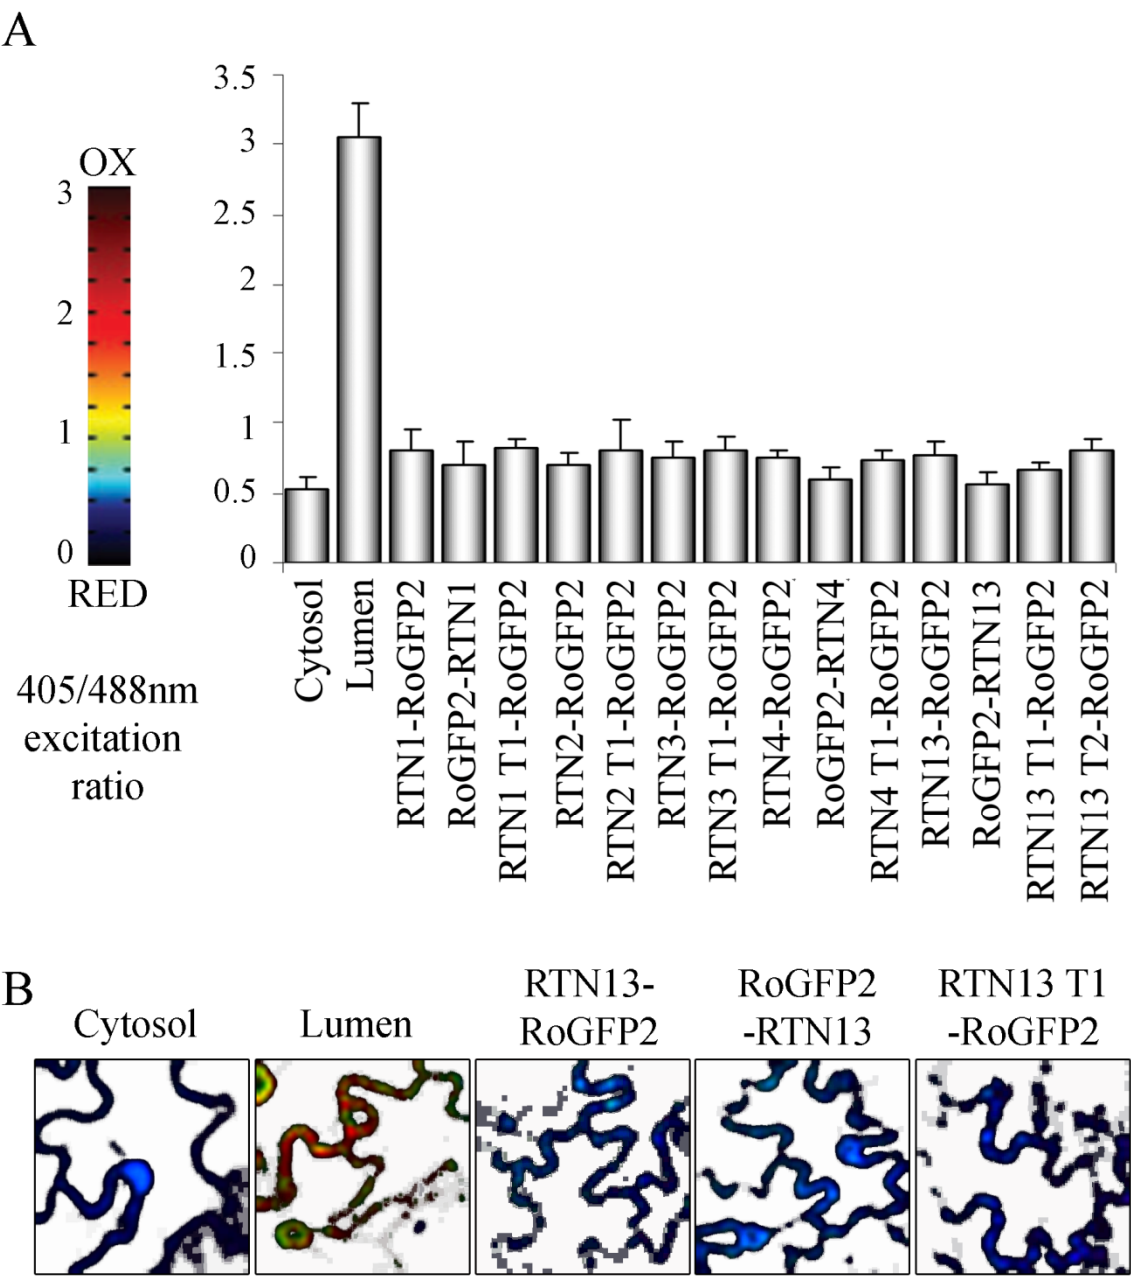 A
OX
3
2
1
0
RED
405/488nm
excitation
ratio
3.5
3
2.5
2
1.5
1
0.5
0
Cytosol
Lumen
RTN1-RoGFP2
RoGFP2-RTN1
RTN1 T1-RoGFP2
RTN2-RoGFP2
RTN2 T1-RoGFP2
RTN3-RoGFP2
RTN3 T1-RoGFP2
RTN4-RoGFP2
RoGFP2-RTN4
RTN4 T1-RoGFP2
RTN13-RoGFP2
RoGFP2-RTN13
RTN13 T1-RoGFP2
RTN13 T2-RoGFP2
B
Cytosol
Lumen
RTN13-
RoGFP2
RoGFP2
-RTN13
RTN13 T1
-RoGFP2